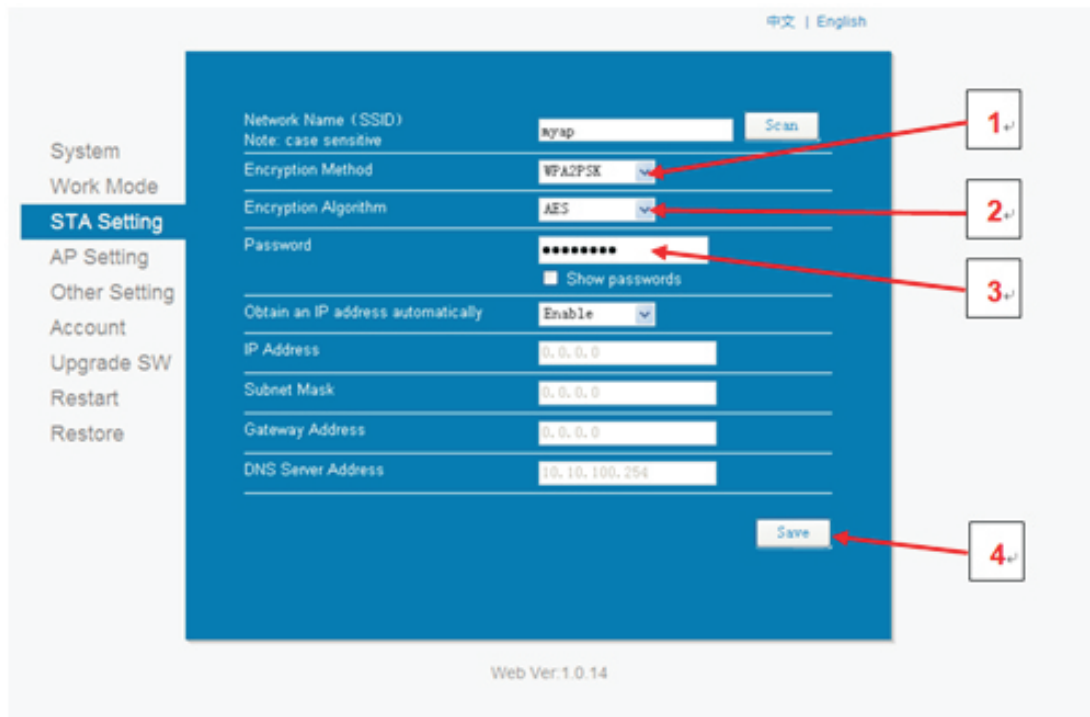 中文 | English
System
Work Mode
STA Setting
AP Setting
Other Setting
Account
Upgrade SW
Restart
Restore
Network Name (SSID)
Note: case sensitive
myap
Scan
Encryption Method
WPA2PSK
Encryption Algorithm
AES
Password
●●●●●●●●
Show passwords
Obtain an IP address automatically
Enable
IP Address
0.0.0.0
Subnet Mask
0.0.0.0
Gateway Address
0.0.0.0
DNS Server Address
10.10.100.254
Save
1
2
3
4
Web Ver:1.0.14